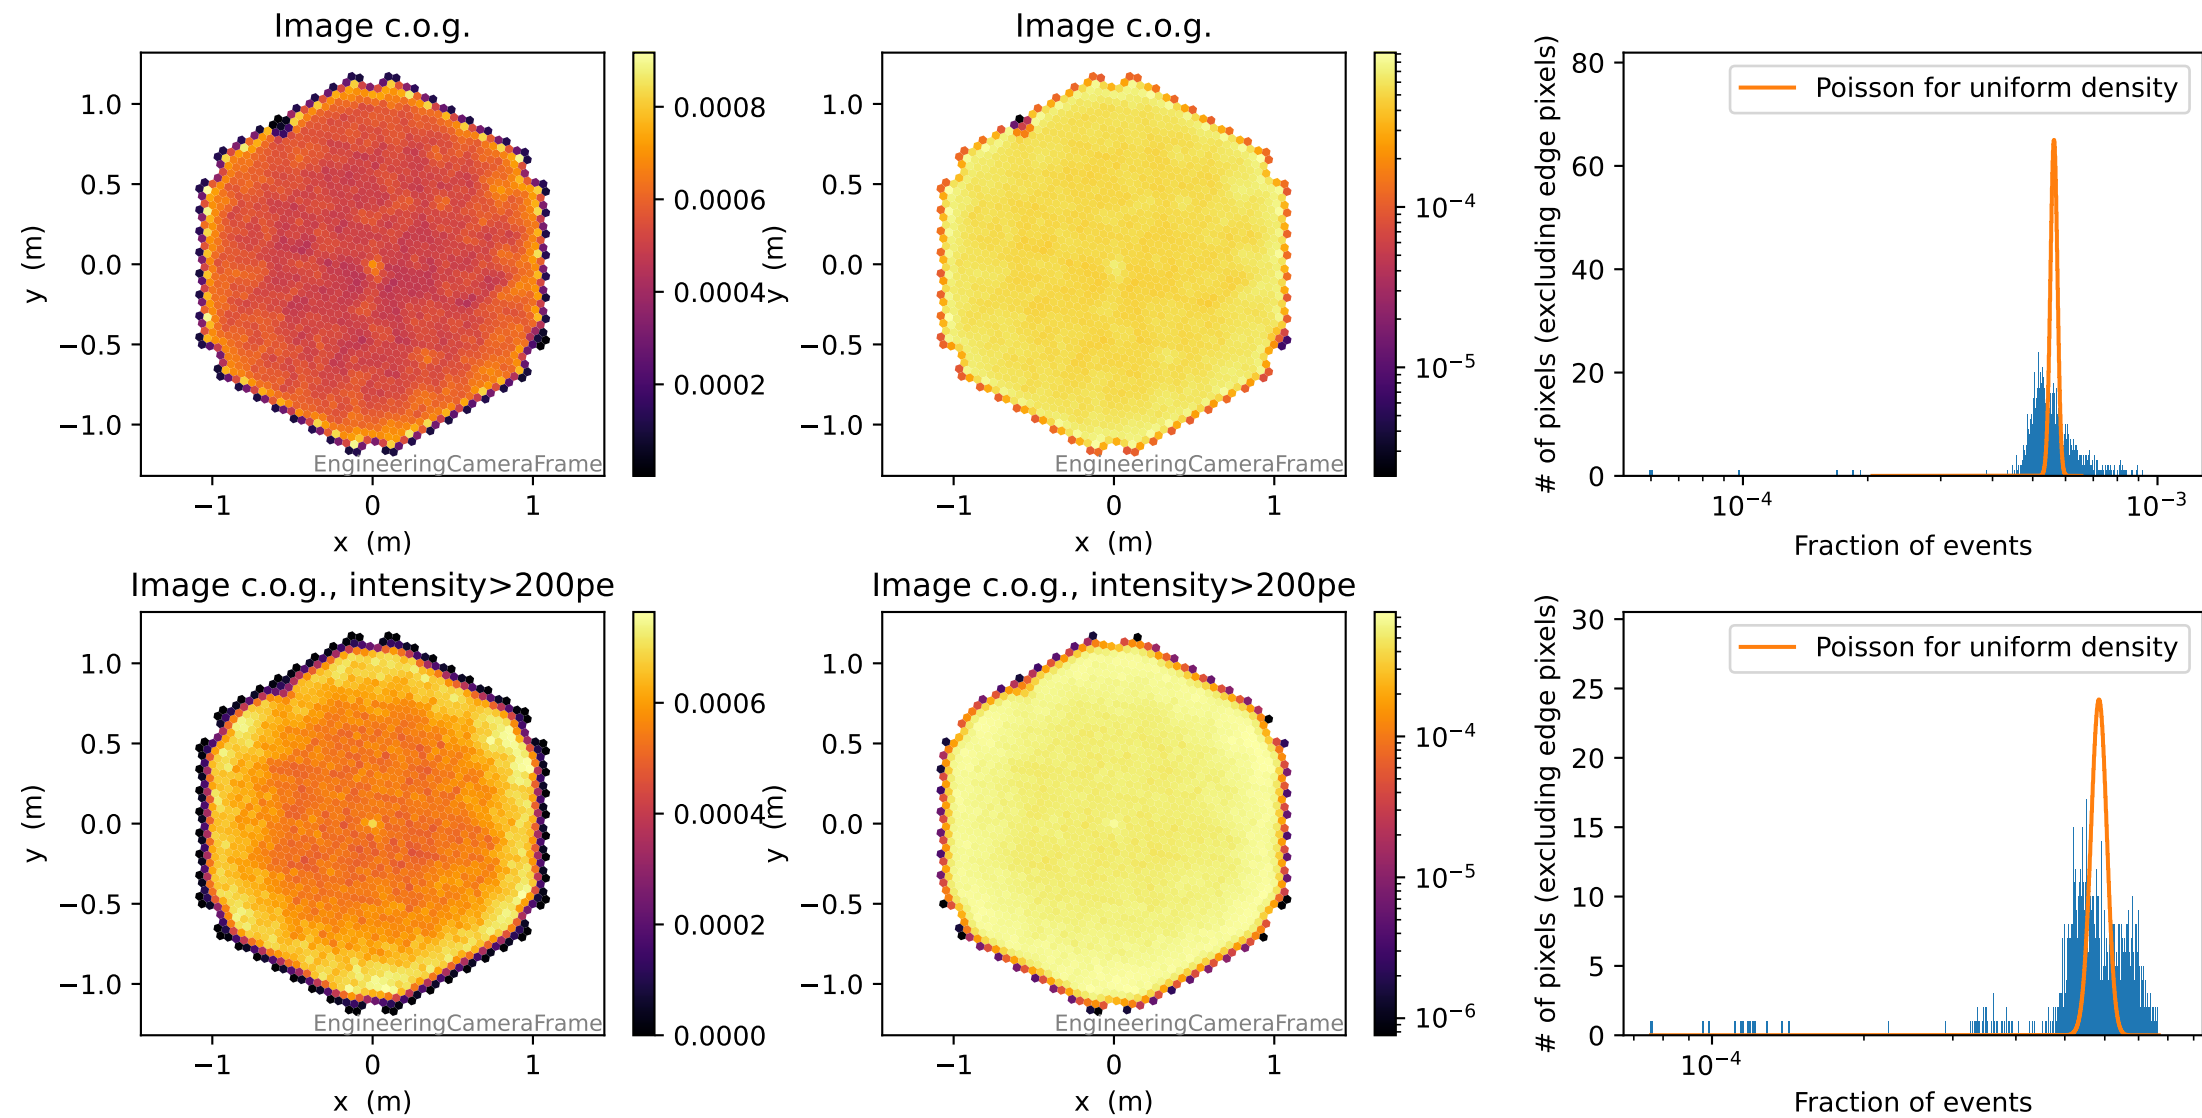 Image c.o.g.
y (m)
1.0
0.5
0.0
−0.5
−1.0
−1
0
1
x (m)
EngineeringCameraFrame
0.0008
0.0006
0.0004
0.0002
Image c.o.g.
y (m)
1.0
0.5
0.0
−0.5
−1.0
−1
0
1
x (m)
EngineeringCameraFrame
10⁻⁴
10⁻⁵
# of pixels (excluding edge pixels)
80
60
40
20
0
Poisson for uniform density
10⁻⁴
10⁻³
Fraction of events
Image c.o.g., intensity>200pe
y (m)
1.0
0.5
0.0
−0.5
−1.0
−1
0
1
x (m)
EngineeringCameraFrame
0.0006
0.0004
0.0002
0.0000
Image c.o.g., intensity>200pe
y (m)
1.0
0.5
0.0
−0.5
−1.0
−1
0
1
x (m)
EngineeringCameraFrame
10⁻⁴
10⁻⁵
10⁻⁶
# of pixels (excluding edge pixels)
30
25
20
15
10
5
0
Poisson for uniform density
10⁻⁴
Fraction of events